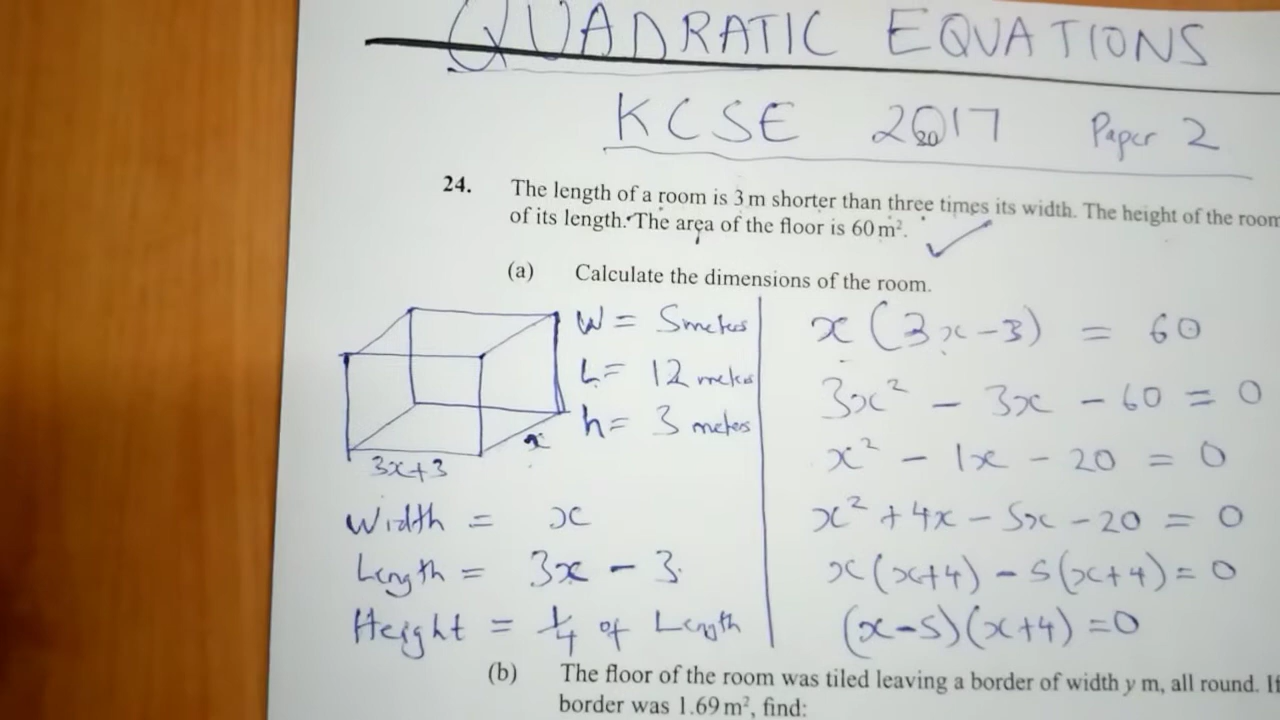 QUADRATIC EQUATIONS
KCSE 2017 Paper 2
20
24. The length of a room is 3 m shorter than three times its width. The height of the room
of its length. The area of the floor is 60 m².
(a) Calculate the dimensions of the room.
W = 5meters
L = 12 meters
h = 3 meters
3x+3
x
Width = x
Length = 3x - 3
Height = 1/4 of Length
x(3x-3) = 60
3x² - 3x - 60 = 0
x² - 1x - 20 = 0
x² + 4x - 5x - 20 = 0
x(x+4) - 5(x+4) = 0
(x-5)(x+4) = 0
(b) The floor of the room was tiled leaving a border of width y m, all round. If
border was 1.69 m², find: